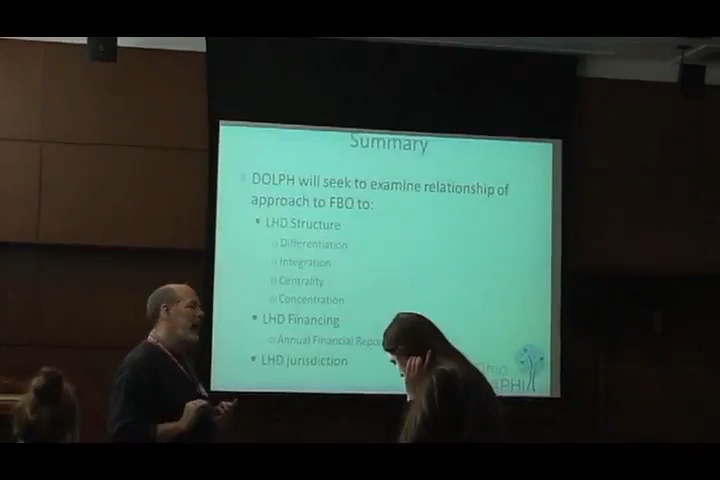 Summary
DOLPH will seek to examine relationship of
approach to FBO to:
LHD Structure
Differentiation
Integration
Centrality
Concentration
LHD Financing
Annual Financial Repo
LHD jurisdiction
Ohio
APHI